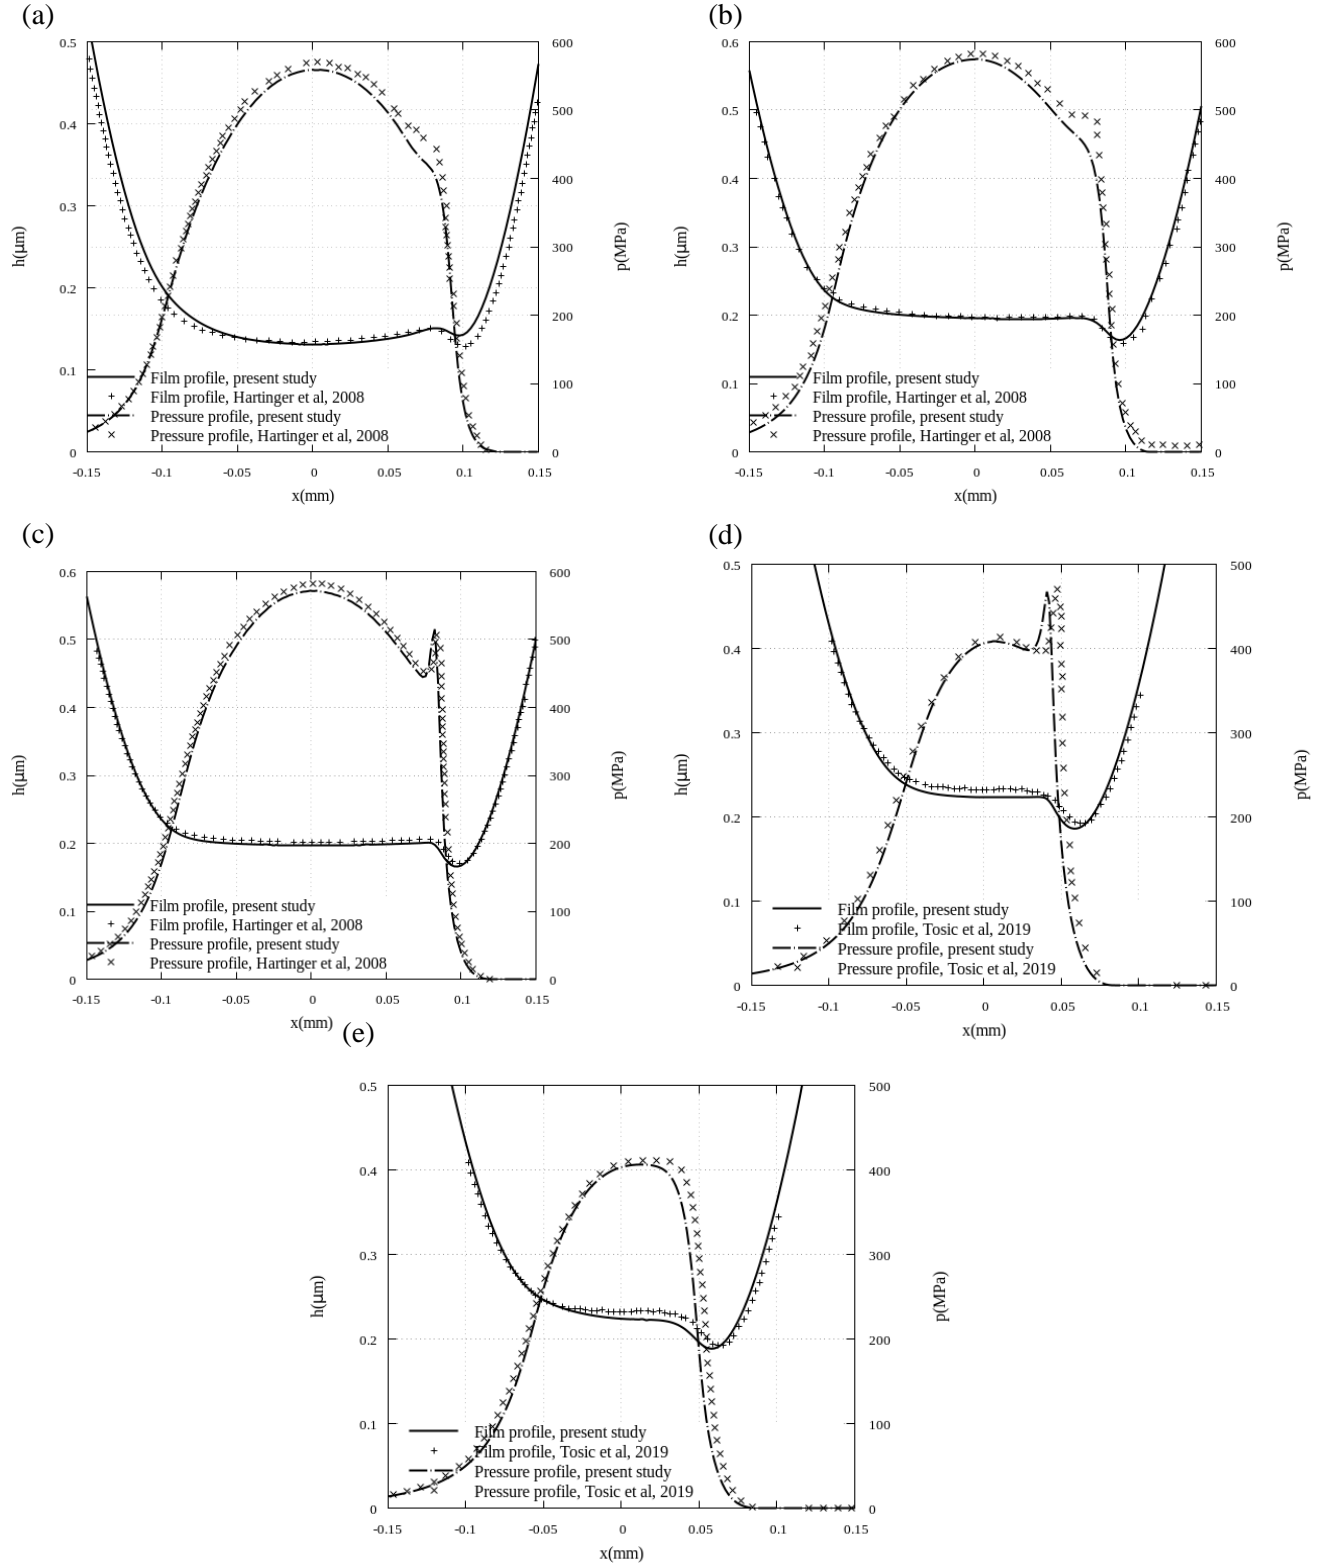 (a)
0.5
0.4
0.3
0.2
0.1
0
600
500
400
300
200
100
0
-0.15
-0.1
-0.05
0
0.05
0.1
0.15
h(μm)
p(MPa)
x(mm)
Film profile, present study
Film profile, Hartinger et al, 2008
Pressure profile, present study
Pressure profile, Hartinger et al, 2008
(b)
0.6
0.5
0.4
0.3
0.2
0.1
0
600
500
400
300
200
100
0
-0.15
-0.1
-0.05
0
0.05
0.1
0.15
h(μm)
p(MPa)
x(mm)
Film profile, present study
Film profile, Hartinger et al, 2008
Pressure profile, present study
Pressure profile, Hartinger et al, 2008
(c)
0.6
0.5
0.4
0.3
0.2
0.1
0
600
500
400
300
200
100
0
-0.15
-0.1
-0.05
0
0.05
0.1
0.15
h(μm)
p(MPa)
x(mm)
Film profile, present study
Film profile, Hartinger et al, 2008
Pressure profile, present study
Pressure profile, Hartinger et al, 2008
(d)
0.5
0.4
0.3
0.2
0.1
0
500
400
300
200
100
0
-0.15
-0.1
-0.05
0
0.05
0.1
0.15
h(μm)
p(MPa)
x(mm)
Film profile, present study
Film profile, Tosic et al, 2019
Pressure profile, present study
Pressure profile, Tosic et al, 2019
(e)
0.5
0.4
0.3
0.2
0.1
0
500
400
300
200
100
0
-0.15
-0.1
-0.05
0
0.05
0.1
0.15
h(μm)
p(MPa)
x(mm)
Film profile, present study
Film profile, Tosic et al, 2019
Pressure profile, present study
Pressure profile, Tosic et al, 2019